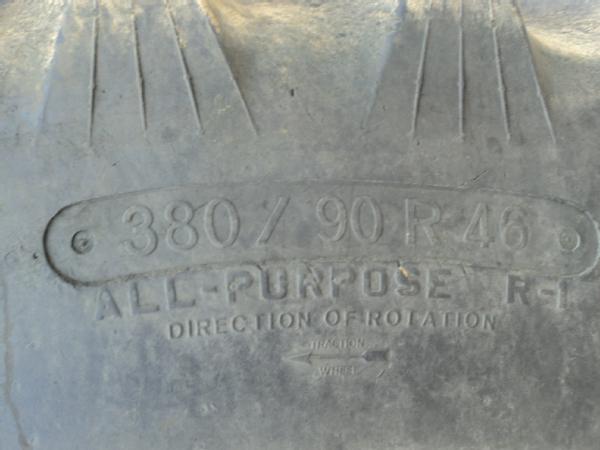 380/90 R 46
ALL-PURPOSE R-1
DIRECTION OF ROTATION
TRACTION
WHEEL